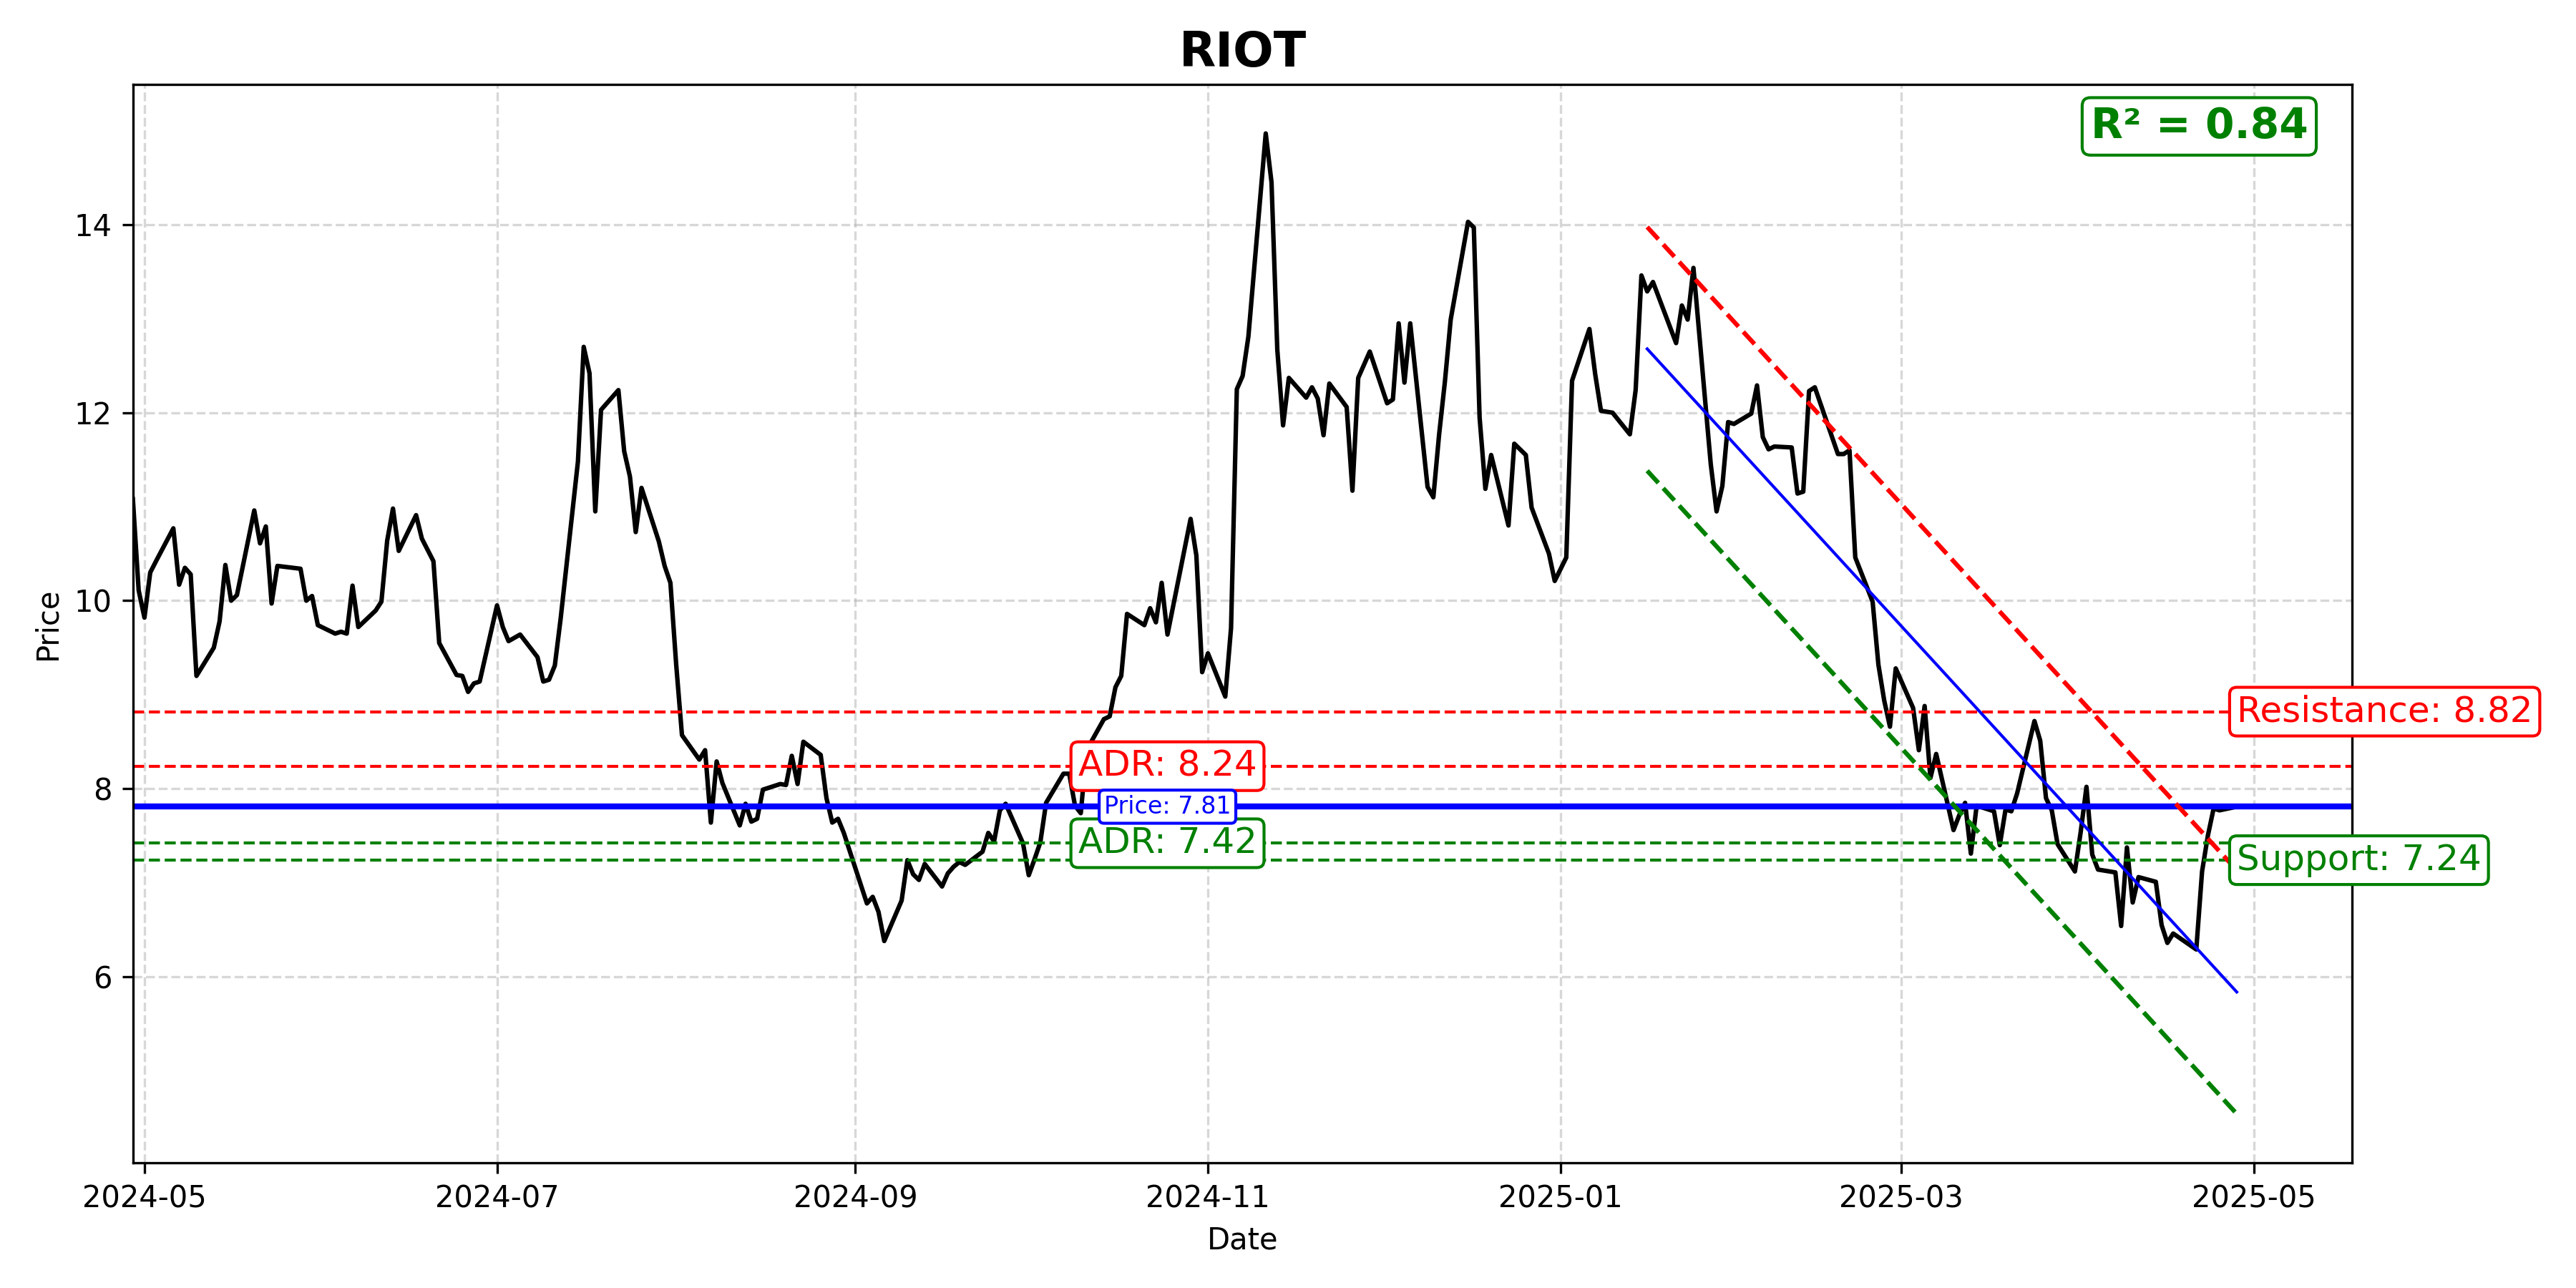 RIOT
R² = 0.84
14
12
10
8
6
Price
Resistance: 8.82
ADR: 8.24
Price: 7.81
ADR: 7.42
Support: 7.24
2024-05
2024-07
2024-09
2024-11
2025-01
2025-03
2025-05
Date